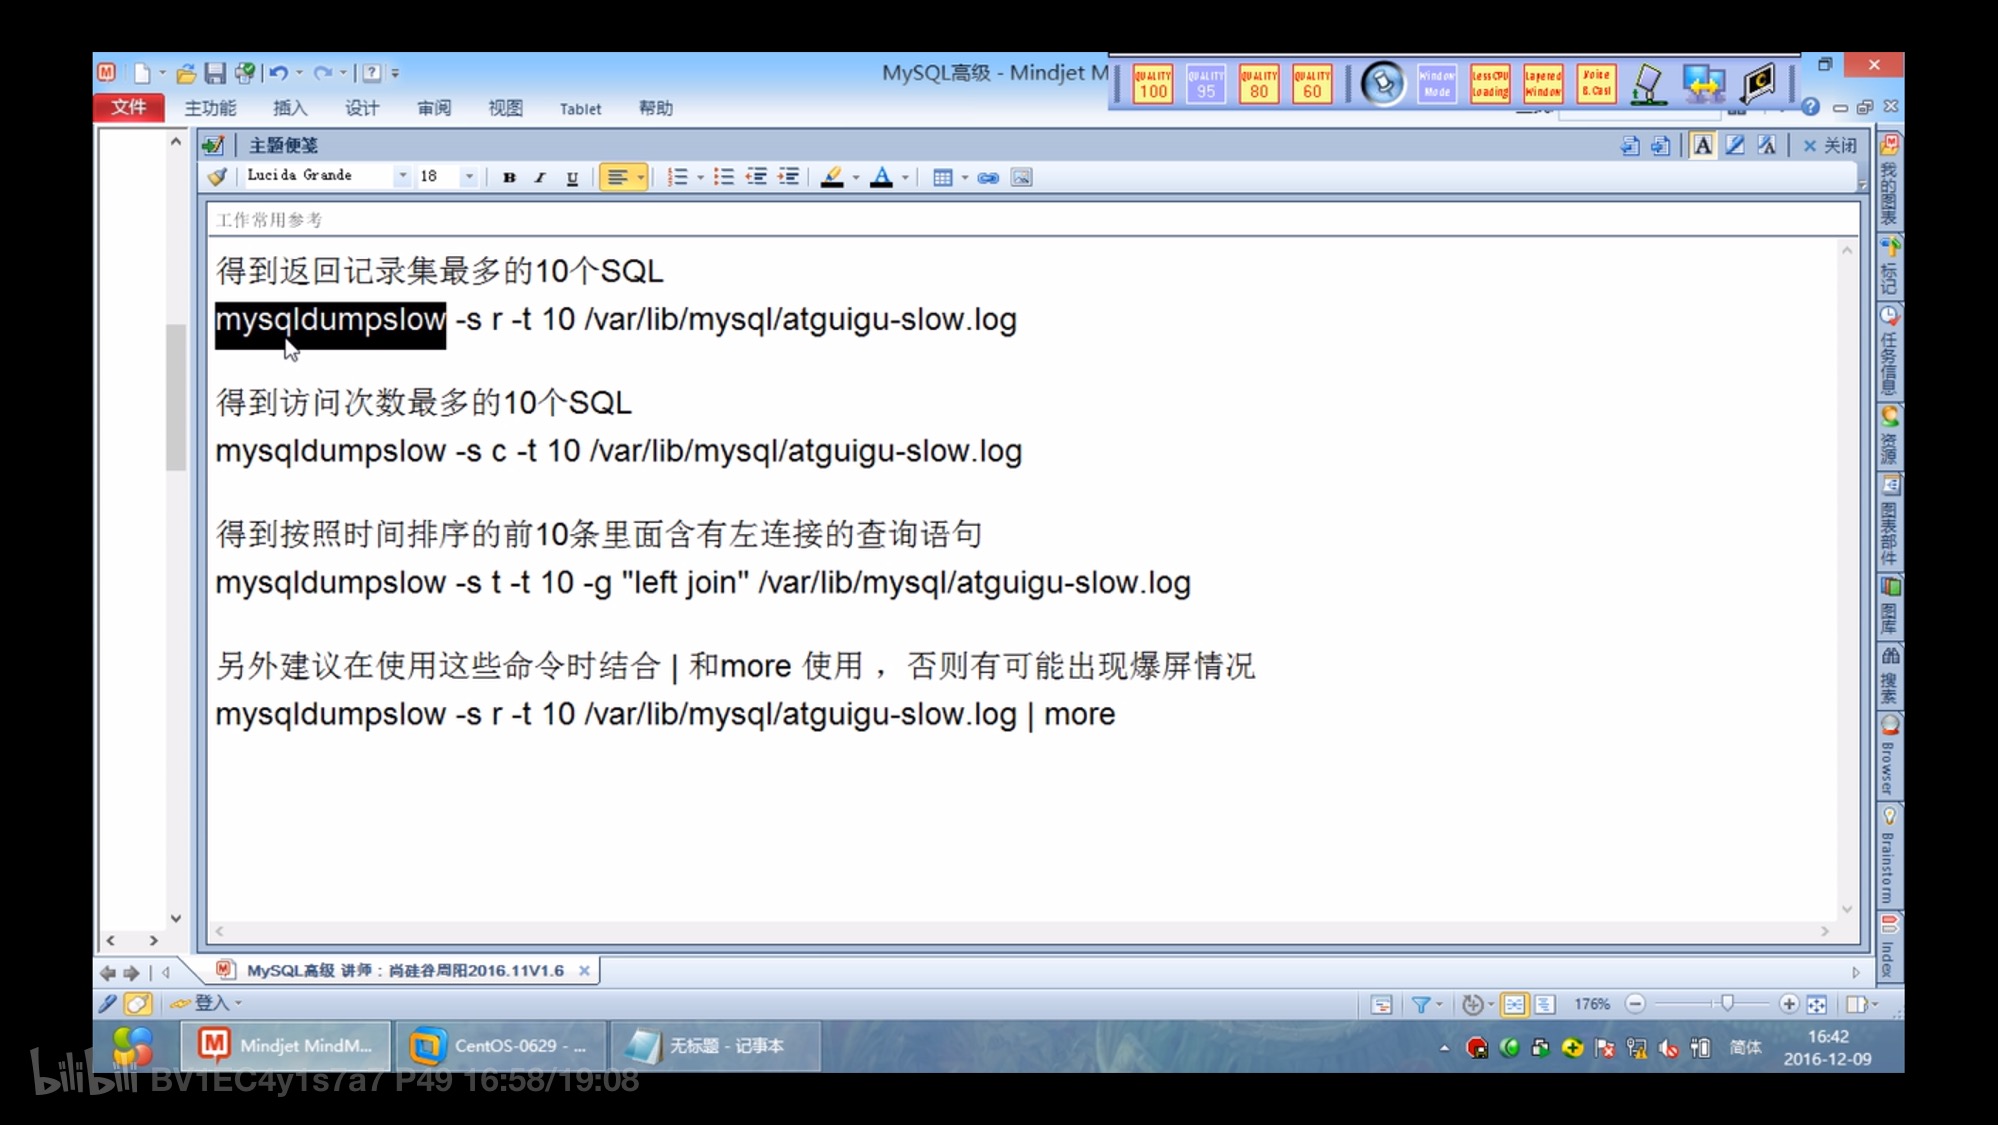 MySQL高级 - Mindjet M
QUALITY 100
QUALITY 95
QUALITY 80
QUALITY 60
Window Mode
LessCPU Loading
Layered Window
Voice B.Cast
文件 主功能 插入 设计 审阅 视图 Tablet 帮助
主题便笺
关闭
Lucida Grande 18 B I U
工作常用参考
得到返回记录集最多的10个SQL
mysqldumpslow -s r -t 10 /var/lib/mysql/atguigu-slow.log
得到访问次数最多的10个SQL
mysqldumpslow -s c -t 10 /var/lib/mysql/atguigu-slow.log
得到按照时间排序的前10条里面含有左连接的查询语句
mysqldumpslow -s t -t 10 -g "left join" /var/lib/mysql/atguigu-slow.log
另外建议在使用这些命令时结合 | 和more 使用 ，否则有可能出现爆屏情况
mysqldumpslow -s r -t 10 /var/lib/mysql/atguigu-slow.log | more
我的图表
标记
任务信息
资源
图表部件
图库
搜索
Browser
Brainstorm
Index
MySQL高级 讲师：尚硅谷周阳2016.11V1.6
登入
176%
Mindjet MindM...
CentOS-0629 - ...
无标题 - 记事本
简体
16:42
2016-12-09
bilibili BV1EC4y1s7a7 P49 16:58/19:08